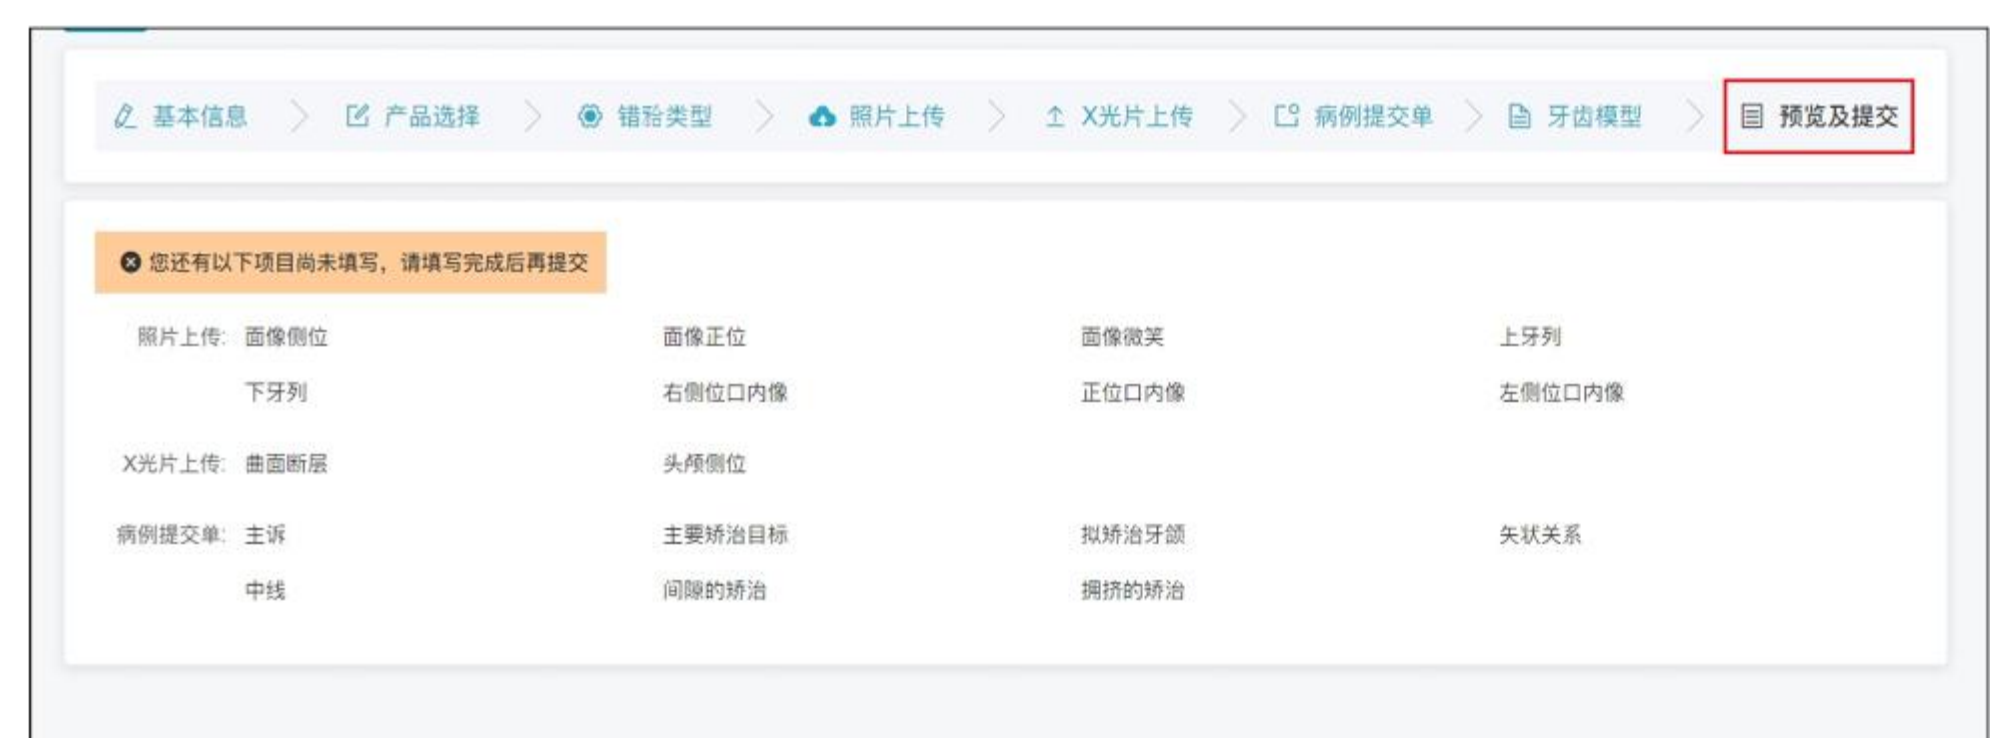 基本信息 产品选择 错𬌗类型 照片上传 X光片上传 病例提交单 牙齿模型 预览及提交
您还有以下项目尚未填写，请填写完成后再提交
照片上传: 面像侧位 面像正位 面像微笑 上牙列
下牙列 右侧位口内像 正位口内像 左侧位口内像
X光片上传: 曲面断层 头颅侧位
病例提交单: 主诉 主要矫治目标 拟矫治牙颌 矢状关系
中线 间隙的矫治 拥挤的矫治